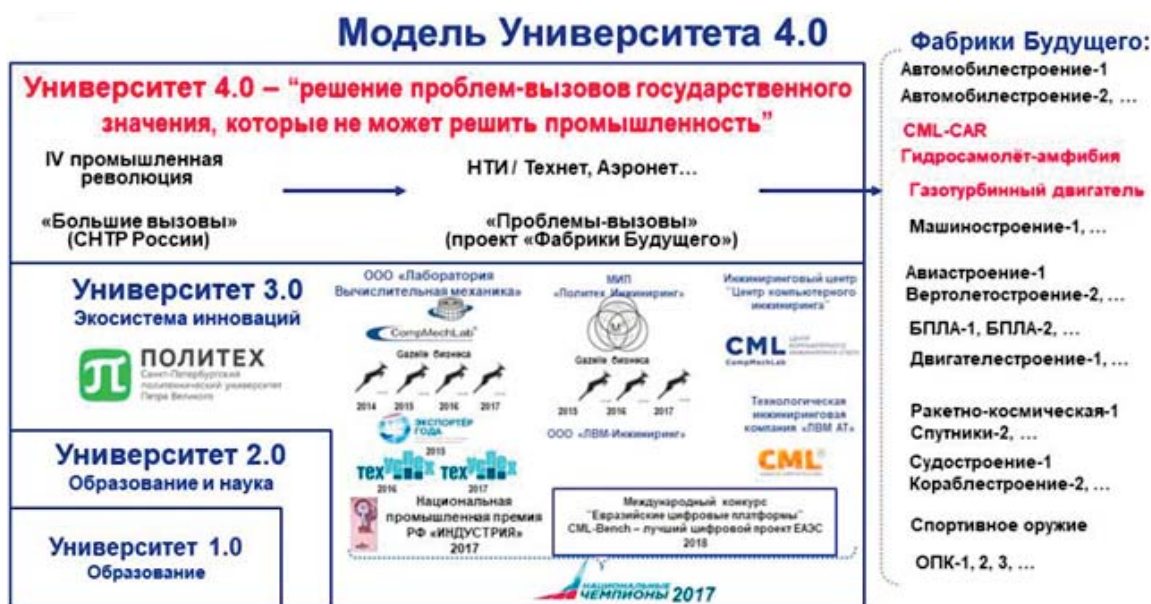 Модель Университета 4.0
Университет 4.0 – “решение проблем-вызовов государственного
значения, которые не может решить промышленность”
IV промышленная
революция
НТИ / Технет, Аэронет...
«Большие вызовы»
(СНТР России)
«Проблемы-вызовы»
(проект «Фабрики Будущего»)
Университет 3.0
Экосистема инноваций
ПОЛИТЕХ
Санкт-Петербургский
политехнический университет
Петра Великого
ООО «Лаборатория
Вычислительная механика»
CompMechLab®
Gazelle бизнеса
2014 2015 2016 2017
ЭКСПОРТЁР
ГОДА
2015
техуспех техуспех
2016 2017
Национальная
промышленная премия
РФ «ИНДУСТРИЯ»
2017
МИП
«Политех Инжиниринг»
Gazelle бизнеса
2015 2016 2017
ООО «ЛВМ-Инжиниринг»
Инжиниринговый центр
"Центр компьютерного
инжиниринга"
CML
CompMechLab
Технологическая
инжиниринговая
компания «ЛВМ АТ»
CML®
Международный конкурс
"Евразийские цифровые платформы"
CML-Bench – лучший цифровой проект ЕАЭС
2018
НАЦИОНАЛЬНЫЕ
ЧЕМПИОНЫ 2017
Университет 2.0
Образование и наука
Университет 1.0
Образование
Фабрики Будущего:
Автомобилестроение-1
Автомобилестроение-2, ...
CML-CAR
Гидросамолёт-амфибия
Газотурбинный двигатель
Машиностроение-1, ...
Авиастроение-1
Вертолетостроение-2, ...
БПЛА-1, БПЛА-2, ...
Двигателестроение-1, ...
Ракетно-космическая-1
Спутники-2, ...
Судостроение-1
Кораблестроение-2, ...
Спортивное оружие
ОПК-1, 2, 3, ...